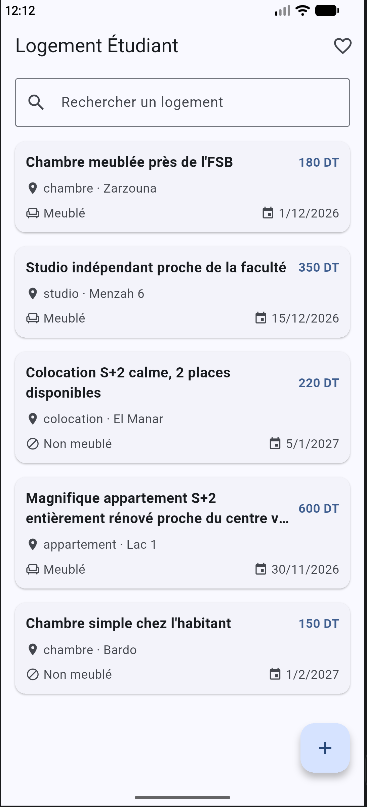 12:12
Logement Étudiant
Rechercher un logement
Chambre meublée près de l'FSB 180 DT
chambre · Zarzouna
Meublé 1/12/2026
Studio indépendant proche de la faculté 350 DT
studio · Menzah 6
Meublé 15/12/2026
Colocation S+2 calme, 2 places
disponibles
220 DT
colocation · El Manar
Non meublé 5/1/2027
Magnifique appartement S+2
entièrement rénové proche du centre v…
600 DT
appartement · Lac 1
Meublé 30/11/2026
Chambre simple chez l'habitant 150 DT
chambre · Bardo
Non meublé 1/2/2027
+